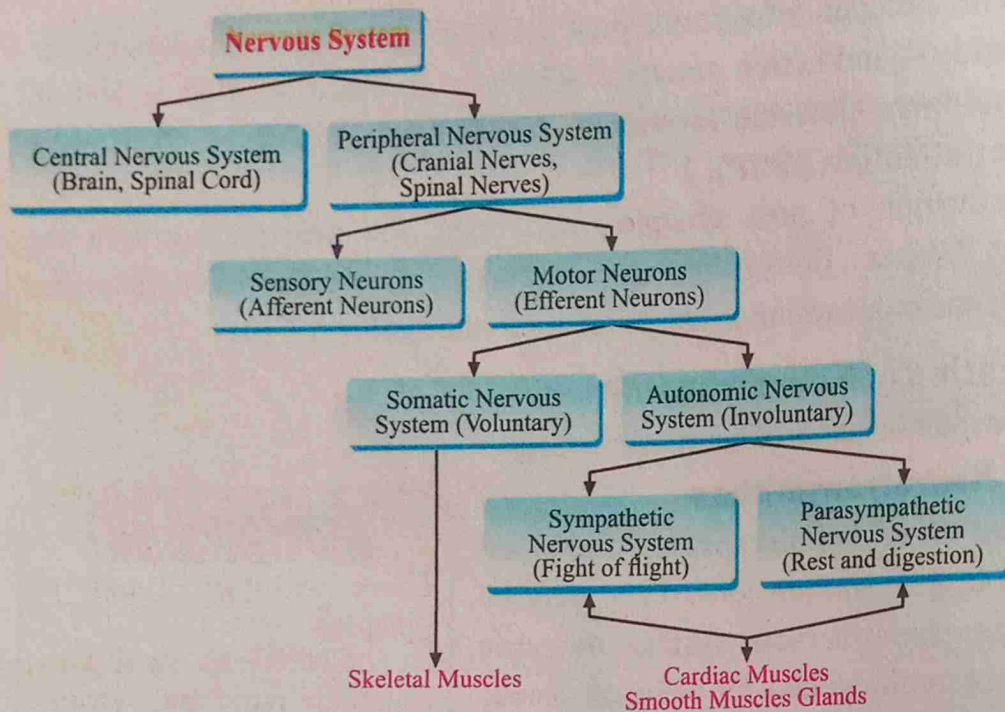 Nervous System
Central Nervous System
(Brain, Spinal Cord)
Peripheral Nervous System
(Cranial Nerves,
Spinal Nerves)
Sensory Neurons
(Afferent Neurons)
Motor Neurons
(Efferent Neurons)
Somatic Nervous
System (Voluntary)
Autonomic Nervous
System (Involuntary)
Sympathetic
Nervous System
(Fight of flight)
Parasympathetic
Nervous System
(Rest and digestion)
Skeletal Muscles
Cardiac Muscles
Smooth Muscles Glands